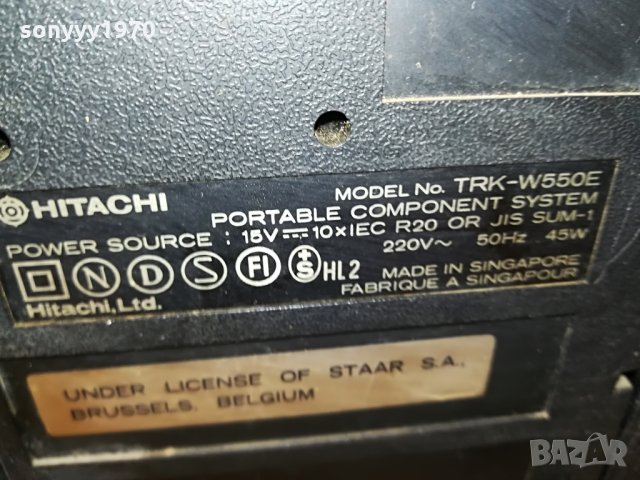 sonyyy1970
HITACHI
MODEL No. TRK-W550E
PORTABLE COMPONENT SYSTEM
POWER SOURCE : 15V⎓ 10×IEC R20 OR JIS SUM-1
220V~ 50Hz 45W
N D S FI S HL2
MADE IN SINGAPORE
FABRIQUE A SINGAPOUR
Hitachi, Ltd.
UNDER LICENSE OF STAAR S.A.,
BRUSSELS, BELGIUM
BAZAR